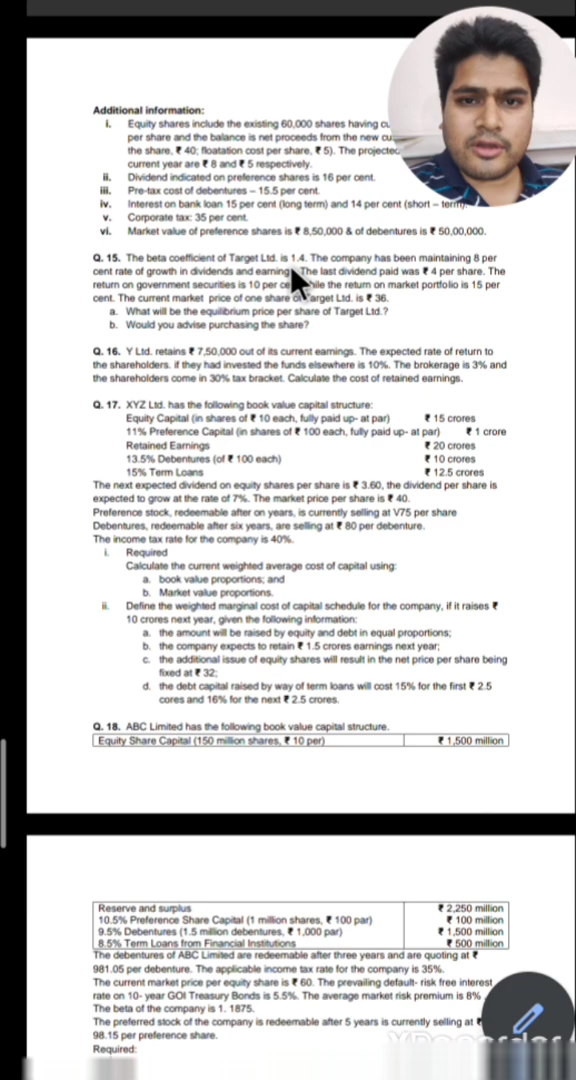 Additional information:
i. Equity shares include the existing 60,000 shares having
per share and the balance is net proceeds from the new
the share, ₹ 40; floatation cost per share, ₹ 5). The
current year are ₹ 8 and ₹ 5 respectively.
ii. Dividend indicated on preference shares is 16 per cent.
iii. Pre-tax cost of debentures – 15.5 per cent.
iv. Interest on bank loan 15 per cent (long term) and 14 per cent (short – term).
v. Corporate tax: 35 per cent.
vi. Market value of preference shares is ₹ 8,50,000 & of debentures is ₹ 50,00,000.
Q. 15. The beta coefficient of Target Ltd. is 1.4. The company has been maintaining 8 per
cent rate of growth in dividends and The last dividend paid was ₹ 4 per share. The
return on government securities is 10 per the return on market portfolio is 15 per
cent. The current market price of one share Ltd. is ₹ 36.
a. What will be the equilibrium price per share of Target Ltd.?
b. Would you advise purchasing the share?
Q. 16. Y Ltd. retains ₹ 7,50,000 out of its current earnings. The expected rate of return to
the shareholders, if they had invested the funds elsewhere is 10%. The brokerage is 3% and
the shareholders come in 30% tax bracket. Calculate the cost of retained earnings.
Q. 17. XYZ Ltd. has the following book value capital structure:
Equity Capital (in shares of ₹ 10 each, fully paid up- at par) ₹ 15 crores
11% Preference Capital (in shares of ₹ 100 each, fully paid up- at par) ₹ 1 crore
Retained Earnings ₹ 20 crores
13.5% Debentures (of ₹ 100 each) ₹ 10 crores
15% Term Loans ₹ 12.5 crores
The next expected dividend on equity shares per share is ₹ 3.60, the dividend per share is
expected to grow at the rate of 7%. The market price per share is ₹ 40.
Preference stock, redeemable after on years, is currently selling at V75 per share
Debentures, redeemable after six years, are selling at ₹ 80 per debenture.
The income tax rate for the company is 40%.
i. Required
Calculate the current weighted average cost of capital using:
a. book value proportions; and
b. Market value proportions.
ii. Define the weighted marginal cost of capital schedule for the company, if it raises ₹
10 crores next year, given the following information:
a. the amount will be raised by equity and debt in equal proportions;
b. the company expects to retain ₹ 1.5 crores earnings next year;
c. the additional issue of equity shares will result in the net price per share being
fixed at ₹ 32;
d. the debt capital raised by way of term loans will cost 15% for the first ₹ 2.5
cores and 16% for the next ₹ 2.5 crores.
Q. 18. ABC Limited has the following book value capital structure.
Equity Share Capital (150 million shares, ₹ 10 per) ₹ 1,500 million
Reserve and surplus ₹ 2,250 million
10.5% Preference Share Capital (1 million shares, ₹ 100 par) ₹ 100 million
9.5% Debentures (1.5 million debentures, ₹ 1,000 par) ₹ 1,500 million
8.5% Term Loans from Financial Institutions ₹ 500 million
The debentures of ABC Limited are redeemable after three years and are quoting at ₹
981.05 per debenture. The applicable income tax rate for the company is 35%.
The current market price per equity share is ₹ 60. The prevailing default- risk free interest
rate on 10- year GOI Treasury Bonds is 5.5%. The average market risk premium is 8%
The beta of the company is 1. 1875.
The preferred stock of the company is redeemable after 5 years is currently selling at
98.15 per preference share.
Required: